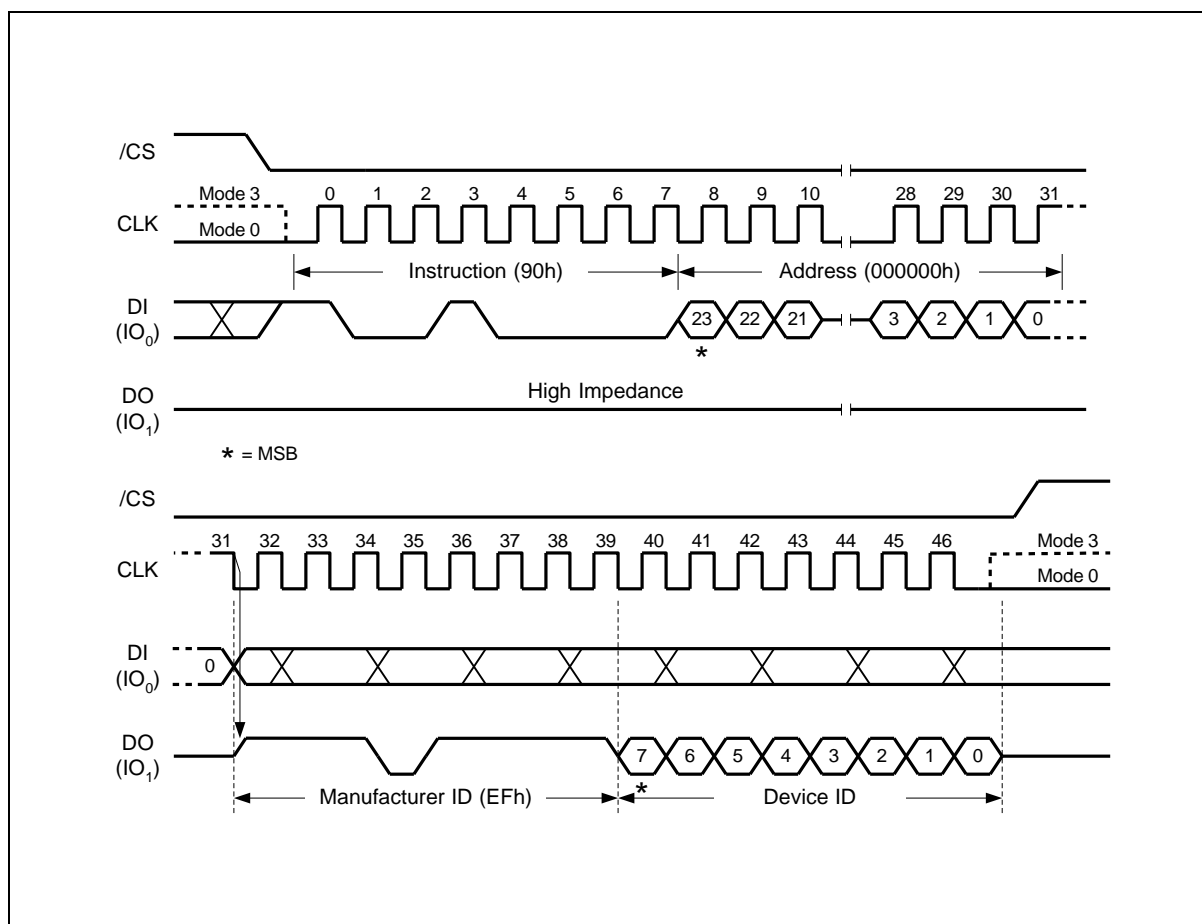 /CS
Mode 3 0 1 2 3 4 5 6 7 8 9 10 28 29 30 31
CLK
Mode 0
Instruction (90h) Address (000000h)
DI
(IO0) 23 22 21 3 2 1 0
*
High Impedance
DO
(IO1)
* = MSB
/CS
31 32 33 34 35 36 37 38 39 40 41 42 43 44 45 46 Mode 3
CLK
Mode 0
DI
(IO0) 0
DO
(IO1) 7 6 5 4 3 2 1 0
*
Manufacturer ID (EFh) Device ID